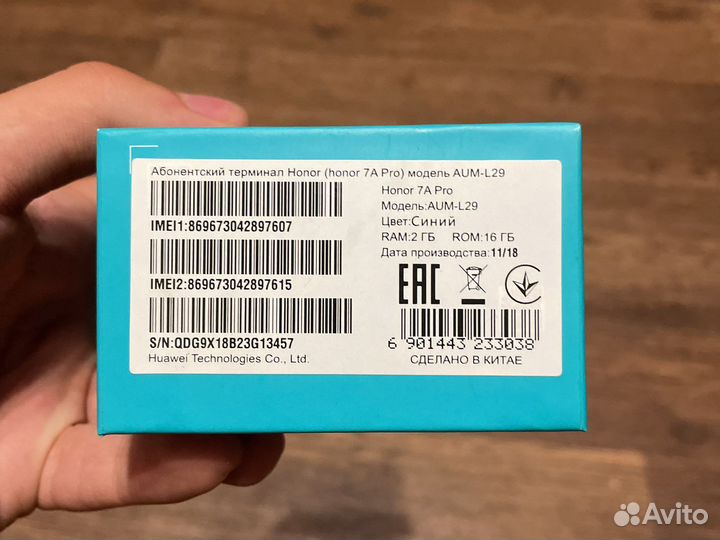 Абонентский терминал Honor (honor 7A Pro) модель AUM-L29
IMEI1:869673042897607
IMEI2:869673042897615
S/N:QDG9X18B23G13457
Huawei Technologies Co., Ltd.
Honor 7A Pro
Модель:AUM-L29
Цвет:Синий
RAM:2 ГБ ROM:16 ГБ
Дата производства:11/18
EAC
6 901443 233038
СДЕЛАНО В КИТАЕ
Avito